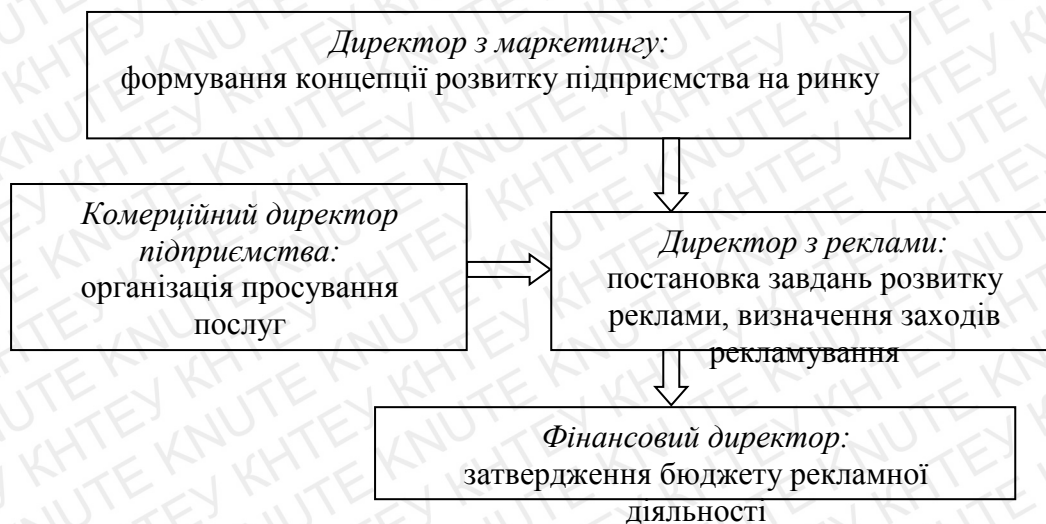 Директор з маркетингу:
формування концепції розвитку підприємства на ринку
Комерційний директор
підприємства:
організація просування
послуг
Директор з реклами:
постановка завдань розвитку
реклами, визначення заходів
рекламування
Фінансовий директор:
затвердження бюджету рекламної
діяльності